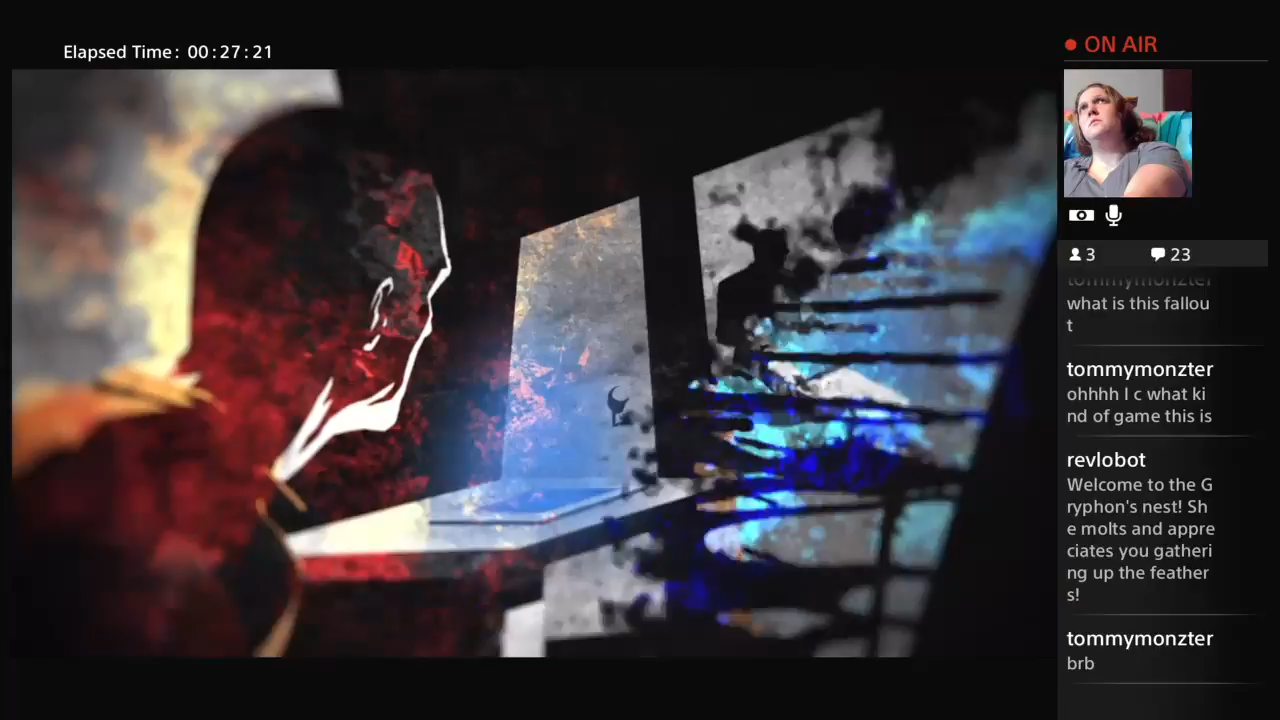 Elapsed Time: 00:27:21
ON AIR
3
23
tommymonzter
what is this fallou
t
tommymonzter
ohhhh I c what ki
nd of game this is
revlobot
Welcome to the G
ryphon's nest! Sh
e molts and appre
ciates you gatheri
ng up the feather
s!
tommymonzter
brb